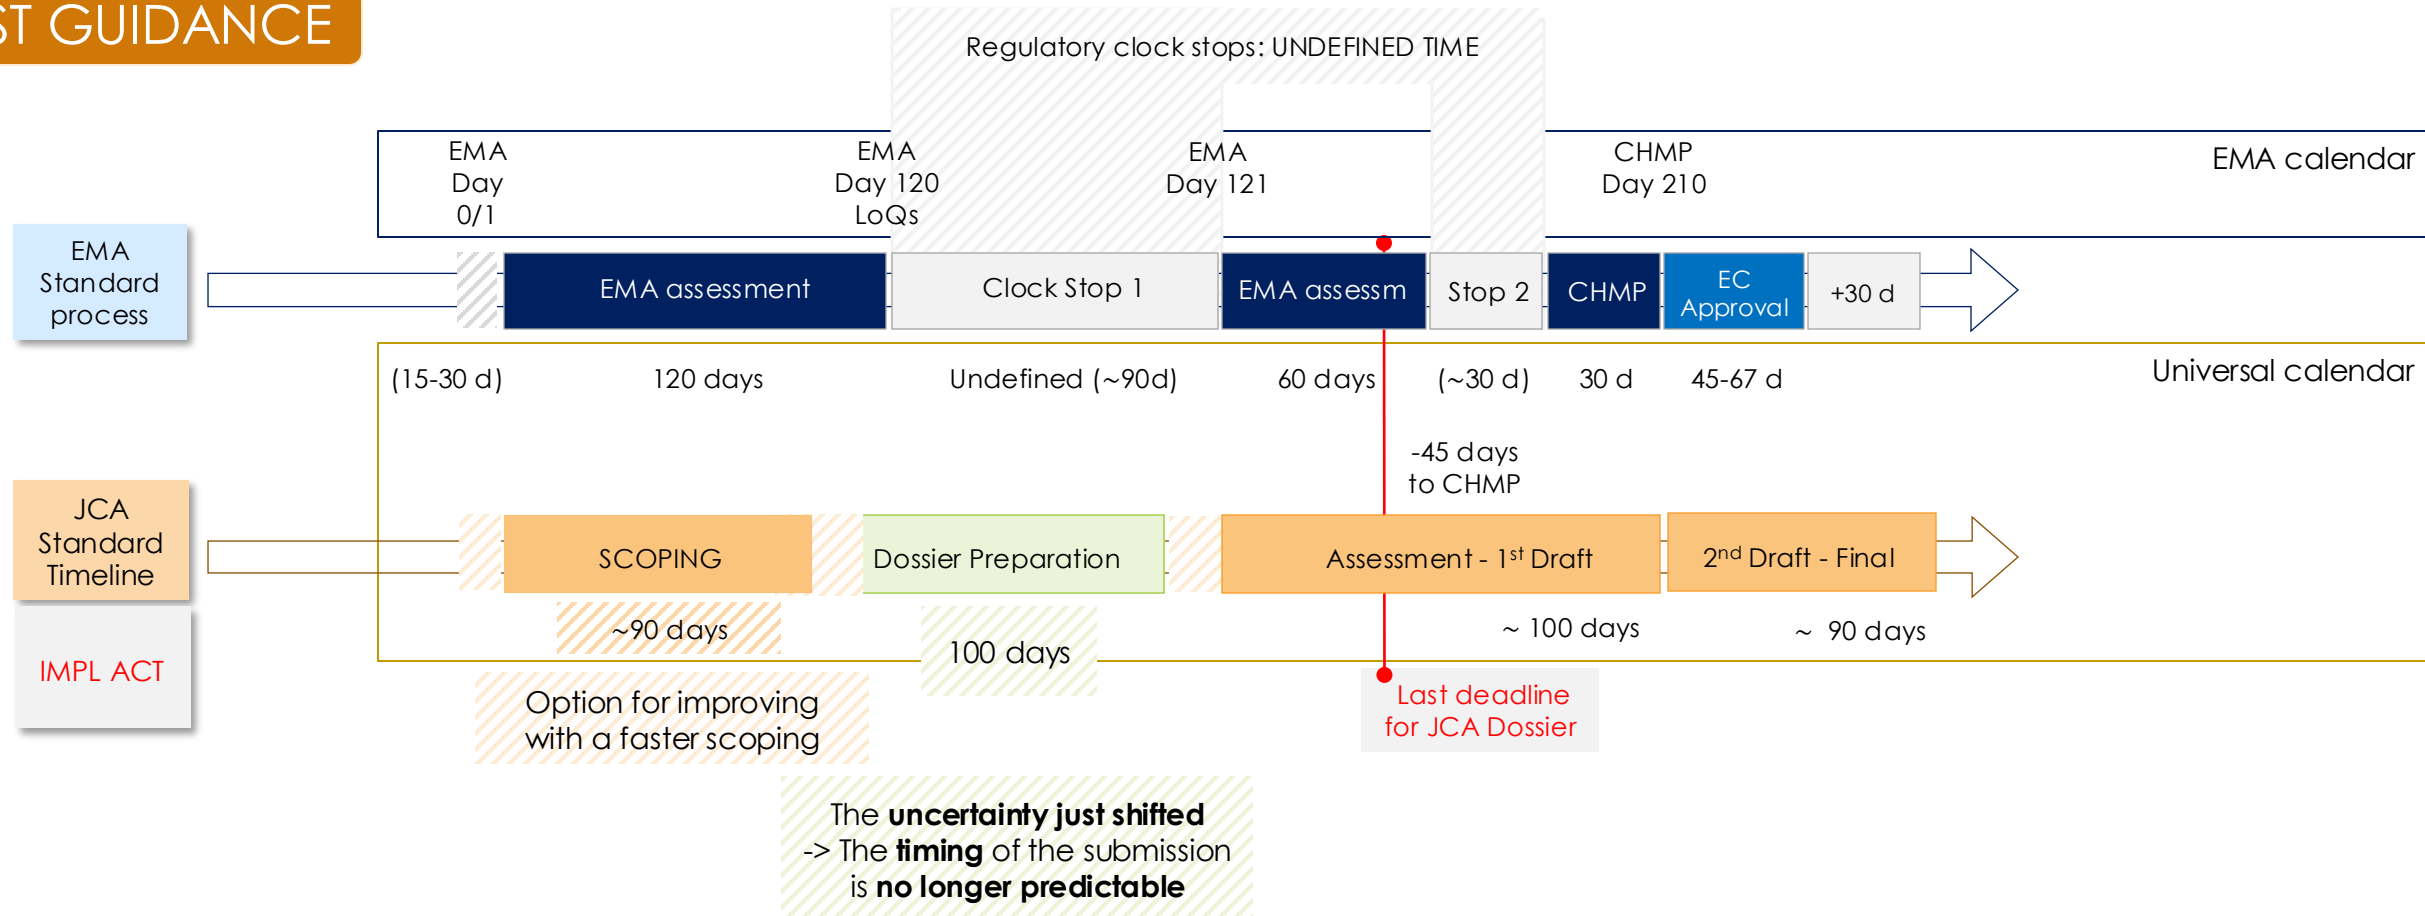 ST GUIDANCE
Regulatory clock stops: UNDEFINED TIME
EMA
Day
0/1
EMA
Day 120
LoQs
EMA
Day 121
CHMP
Day 210
EMA calendar
EMA
Standard
process
EMA assessment
Clock Stop 1
EMA assessm
Stop 2
CHMP
EC
Approval
+30 d
Universal calendar
(15-30 d)
120 days
Undefined (~90d)
60 days
(~30 d)
30 d
45-67 d
-45 days
to CHMP
JCA
Standard
Timeline
SCOPING
Dossier Preparation
Assessment - 1st Draft
2nd Draft - Final
~90 days
100 days
~ 100 days
~ 90 days
IMPL ACT
Option for improving
with a faster scoping
Last deadline
for JCA Dossier
The uncertainty just shifted
-> The timing of the submission
is no longer predictable